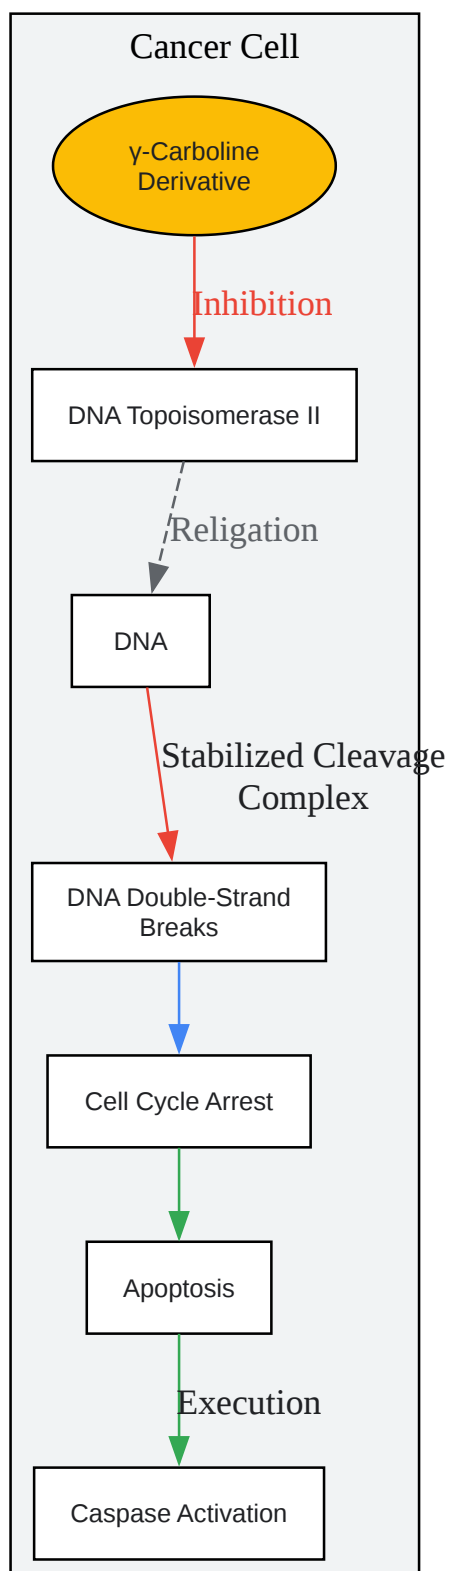 Cancer Cell
γ-Carboline
Derivative
Inhibition
DNA Topoisomerase II
Religation
DNA
Stabilized Cleavage
Complex
DNA Double-Strand
Breaks
Cell Cycle Arrest
Apoptosis
Execution
Caspase Activation